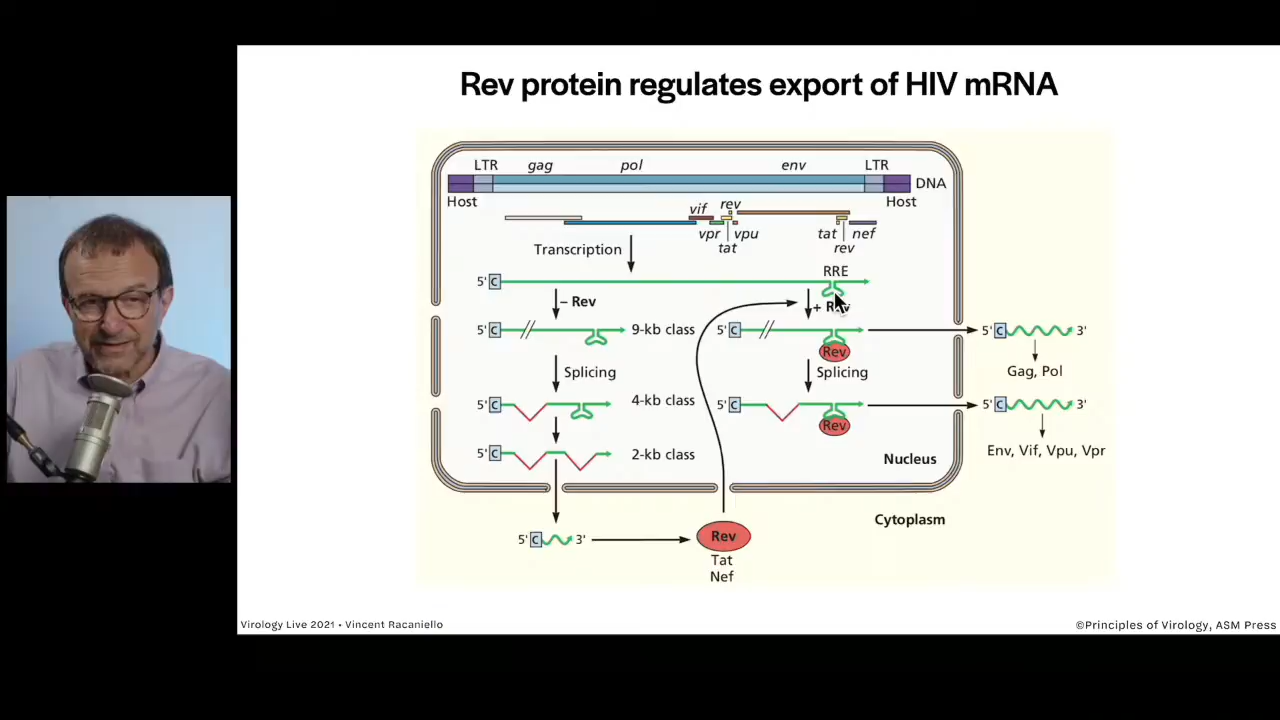 Rev protein regulates export of HIV mRNA
LTR gag pol env LTR
DNA
Host Host
vif rev
vpr vpu tat nef
tat rev
Transcription
RRE
5' C
– Rev + Rev
5' C 9-kb class 5' C Rev 5' C 3'
Gag, Pol
Splicing Splicing
5' C 4-kb class 5' C Rev 5' C 3'
Env, Vif, Vpu, Vpr
5' C 2-kb class
Nucleus
Cytoplasm
5' C 3' Rev
Tat
Nef
Virology Live 2021 • Vincent Racaniello ©Principles of Virology, ASM Press